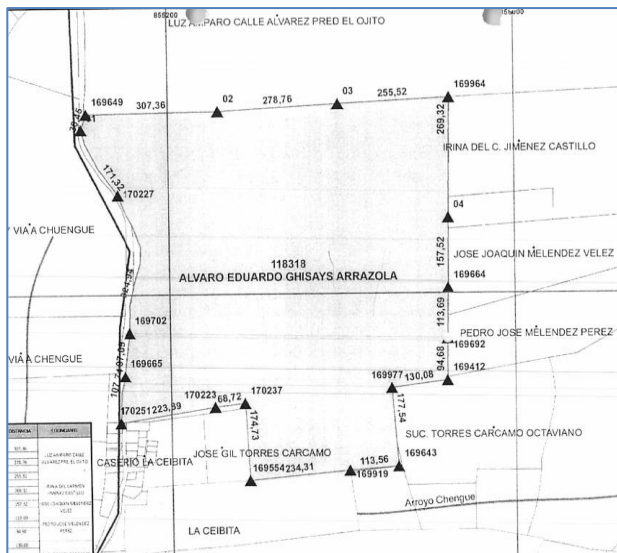 859200
LUZ AMPARO CALLE ALVAREZ PRED EL OJITO
169649
307,36
02
278,76
03
255,52
169964
269,32
IRINA DEL C. JIMENEZ CASTILLO
171,32
170227
04
Y VIA A CHUENGUE
157,52
JOSE JOAQUIN MELENDEZ VELEZ
118318
ALVARO EDUARDO GHISAYS ARRAZOLA
169664
113,69
169702
PEDRO JOSE MELENDEZ PEREZ
169692
94,68
VIA A CHENGUE
169665
169977
130,08
169412
170223
68,72
170237
170251
223,89
174,73
177,54
SUC. TORRES CARCAMO OCTAVIANO
JOSE GIL TORRES CARCAMO
CASERIO LA CEIBITA
169554
234,31
113,56
169919
169643
Arroyo Chengue
LA CEIBITA
DISTANCIA